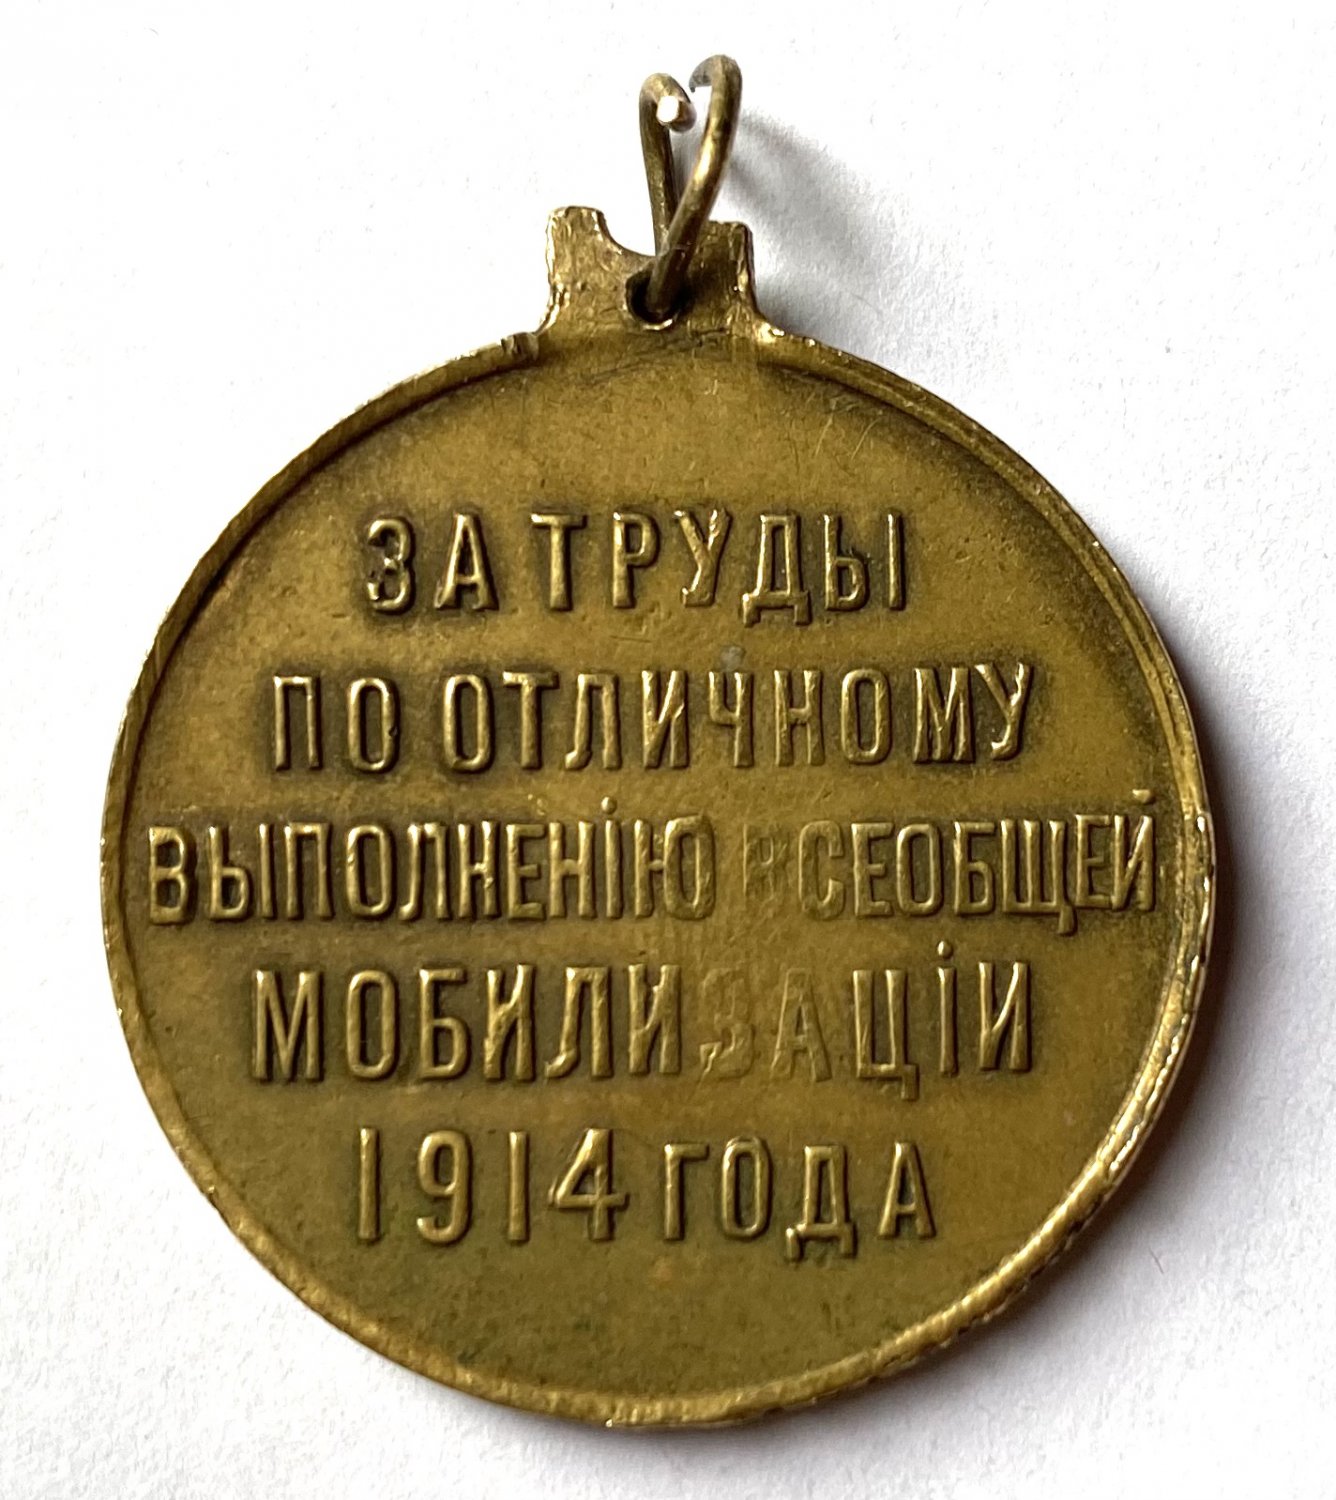 ЗА ТРУДЫ
ПО ОТЛИЧНОМУ
ВЫПОЛНЕНІЮ ВСЕОБЩЕЙ
МОБИЛИЗАЦІИ
1914 ГОДА